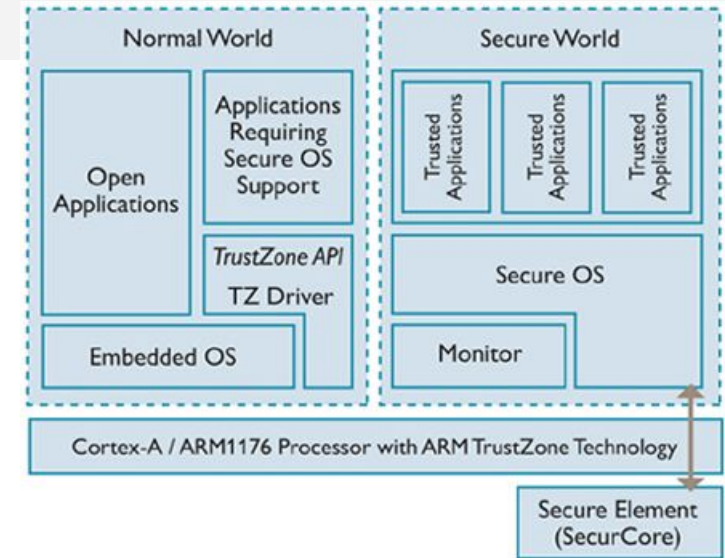 Normal World
Secure World
Open
Applications
Applications
Requiring
Secure OS
Support
TrustZone API
TZ Driver
Embedded OS
Trusted
Applications
Trusted
Applications
Trusted
Applications
Secure OS
Monitor
Cortex-A / ARM1176 Processor with ARM TrustZone Technology
Secure Element
(SecurCore)